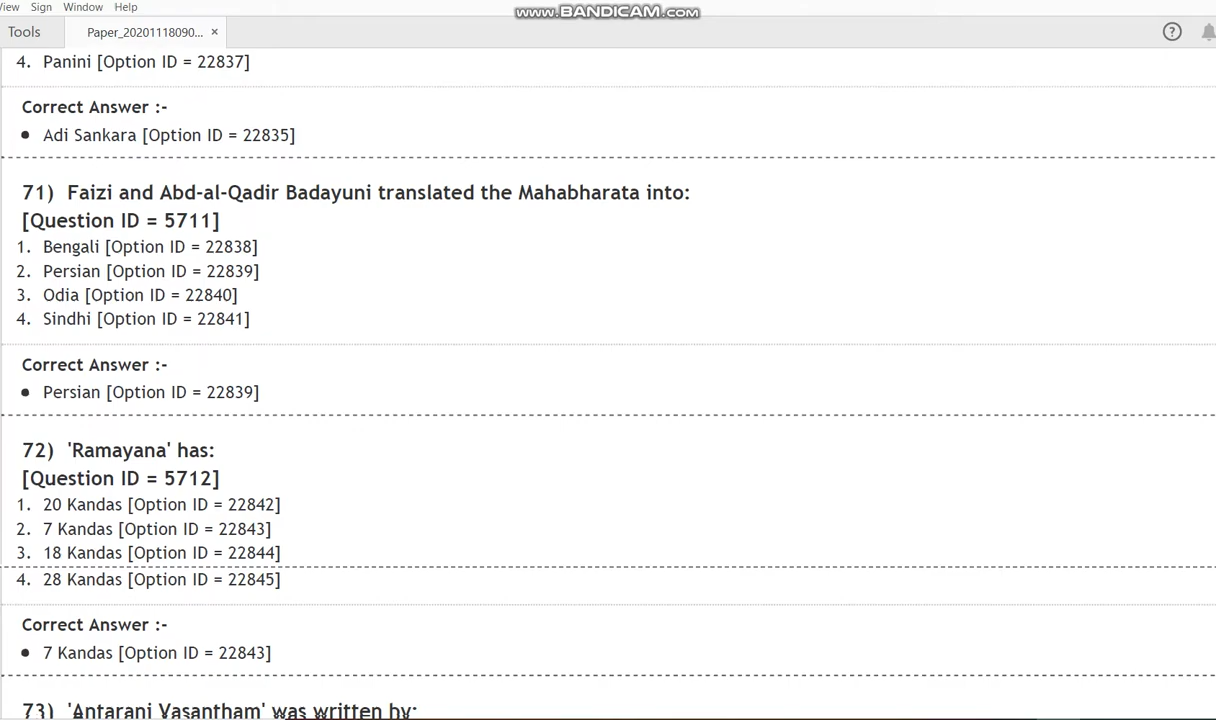 View Sign Window Help
www.BANDICAM.com
Tools Paper_20201118090... ×
?
4. Panini [Option ID = 22837]
Correct Answer :-
• Adi Sankara [Option ID = 22835]
71) Faizi and Abd-al-Qadir Badayuni translated the Mahabharata into:
[Question ID = 5711]
1. Bengali [Option ID = 22838]
2. Persian [Option ID = 22839]
3. Odia [Option ID = 22840]
4. Sindhi [Option ID = 22841]
Correct Answer :-
• Persian [Option ID = 22839]
72) 'Ramayana' has:
[Question ID = 5712]
1. 20 Kandas [Option ID = 22842]
2. 7 Kandas [Option ID = 22843]
3. 18 Kandas [Option ID = 22844]
4. 28 Kandas [Option ID = 22845]
Correct Answer :-
• 7 Kandas [Option ID = 22843]
73) 'Antarani Vasantham' was written by: